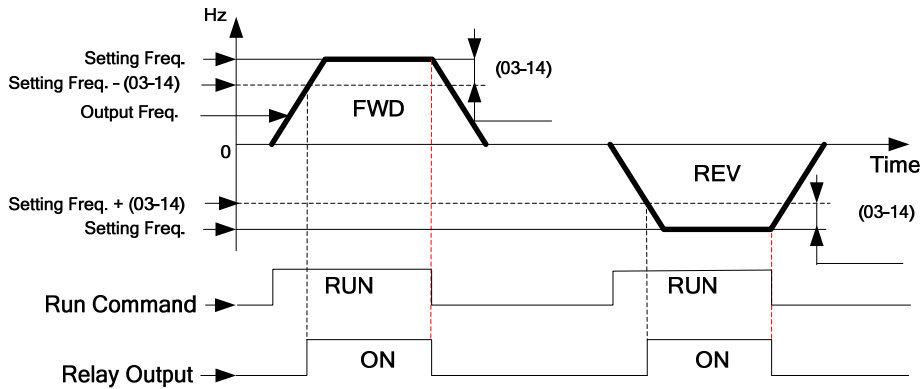 Hz
Setting Freq.
(03-14)
Setting Freq. - (03-14)
Output Freq.
FWD
0
Time
REV
Setting Freq. + (03-14)
(03-14)
Setting Freq.
RUN
RUN
Run Command
ON
ON
Relay Output